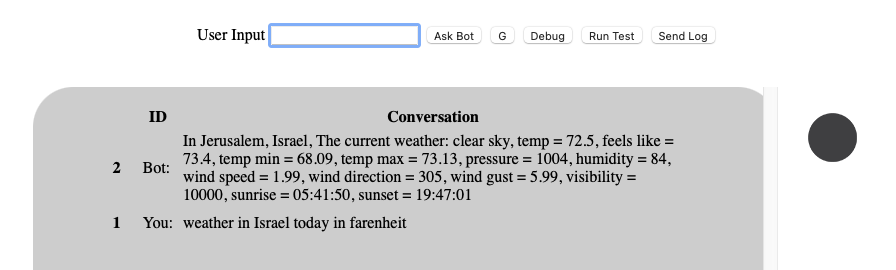 User Input Ask Bot G Debug Run Test Send Log
ID Conversation
In Jerusalem, Israel, The current weather: clear sky, temp = 72.5, feels like =
73.4, temp min = 68.09, temp max = 73.13, pressure = 1004, humidity = 84,
2 Bot:
wind speed = 1.99, wind direction = 305, wind gust = 5.99, visibility =
10000, sunrise = 05:41:50, sunset = 19:47:01
1 You: weather in Israel today in farenheit